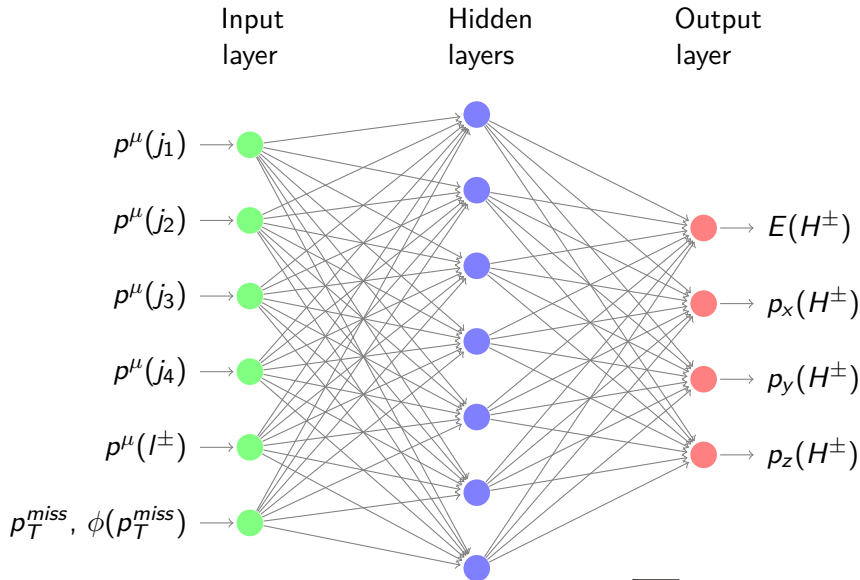 Input layer
Hidden layers
Output layer
p^μ(j_1)
p^μ(j_2)
p^μ(j_3)
p^μ(j_4)
p^μ(l^±)
p_T^{miss}, ϕ(p_T^{miss})
E(H^±)
p_x(H^±)
p_y(H^±)
p_z(H^±)